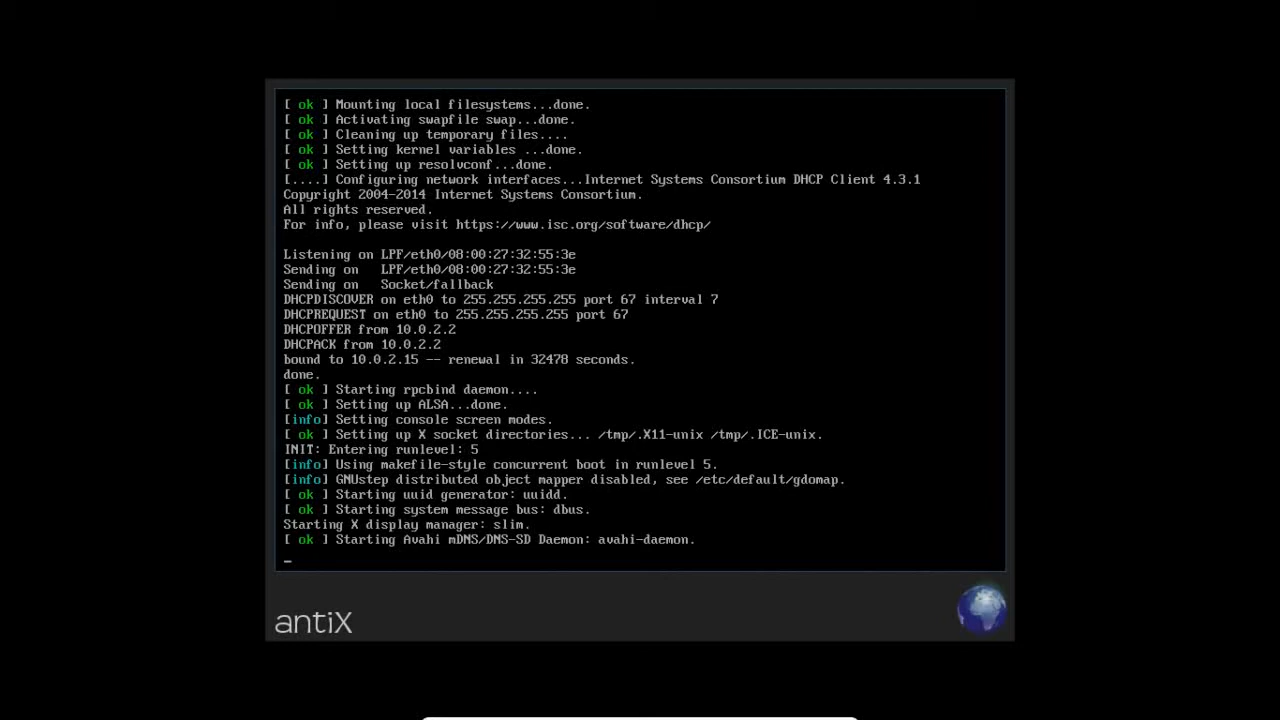 [ ok ] Mounting local filesystems...done.
[ ok ] Activating swapfile swap...done.
[ ok ] Cleaning up temporary files....
[ ok ] Setting kernel variables ...done.
[ ok ] Setting up resolvconf...done.
[....] Configuring network interfaces...Internet Systems Consortium DHCP Client 4.3.1
Copyright 2004-2014 Internet Systems Consortium.
All rights reserved.
For info, please visit https://www.isc.org/software/dhcp/
Listening on LPF/eth0/08:00:27:32:55:3e
Sending on   LPF/eth0/08:00:27:32:55:3e
Sending on   Socket/fallback
DHCPDISCOVER on eth0 to 255.255.255.255 port 67 interval 7
DHCPREQUEST on eth0 to 255.255.255.255 port 67
DHCPOFFER from 10.0.2.2
DHCPACK from 10.0.2.2
bound to 10.0.2.15 -- renewal in 32478 seconds.
done.
[ ok ] Starting rpcbind daemon....
[ ok ] Setting up ALSA...done.
[info] Setting console screen modes.
[ ok ] Setting up X socket directories... /tmp/.X11-unix /tmp/.ICE-unix.
INIT: Entering runlevel: 5
[info] Using makefile-style concurrent boot in runlevel 5.
[info] GNUstep distributed object mapper disabled, see /etc/default/gdomap.
[ ok ] Starting uuid generator: uuidd.
[ ok ] Starting system message bus: dbus.
Starting X display manager: slim.
[ ok ] Starting Avahi mDNS/DNS-SD Daemon: avahi-daemon.
_
antiX